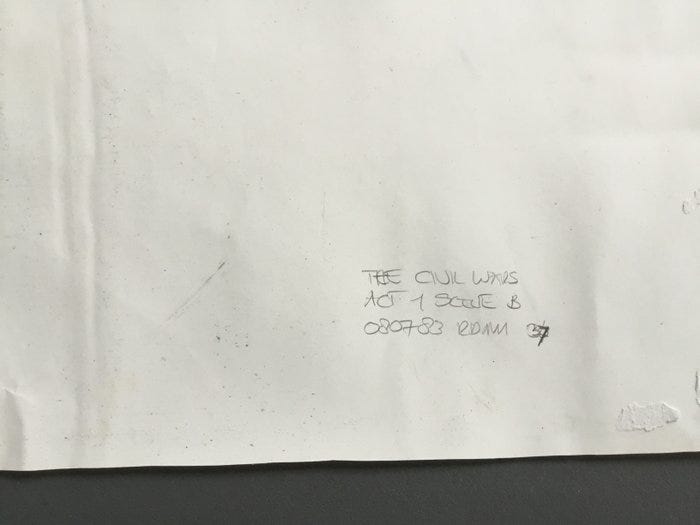 THE CIVIL WARS
ACT 1 SCENE B
080783